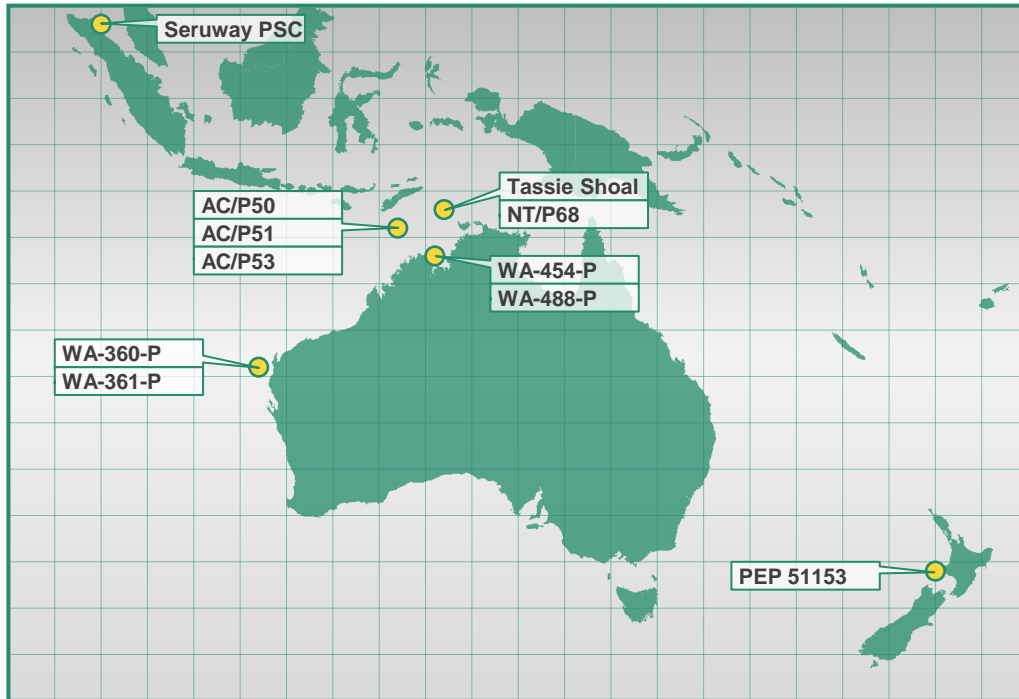 Seruway PSC
Tassie Shoal
NT/P68
AC/P50
AC/P51
AC/P53
WA-454-P
WA-488-P
WA-360-P
WA-361-P
PEP 51153